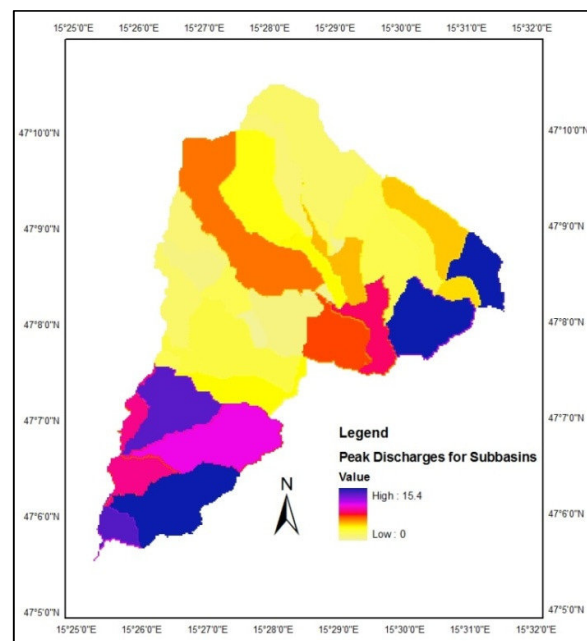 15°25'0"E 15°26'0"E 15°27'0"E 15°28'0"E 15°29'0"E 15°30'0"E 15°31'0"E 15°32'0"E
47°10'0"N 47°10'0"N
47°9'0"N 47°9'0"N
47°8'0"N 47°8'0"N
47°7'0"N 47°7'0"N
Legend
Peak Discharges for Subbasins
Value
High : 15.4
Low : 0
N
47°6'0"N 47°6'0"N
47°5'0"N 47°5'0"N
15°25'0"E 15°26'0"E 15°27'0"E 15°28'0"E 15°29'0"E 15°30'0"E 15°31'0"E 15°32'0"E